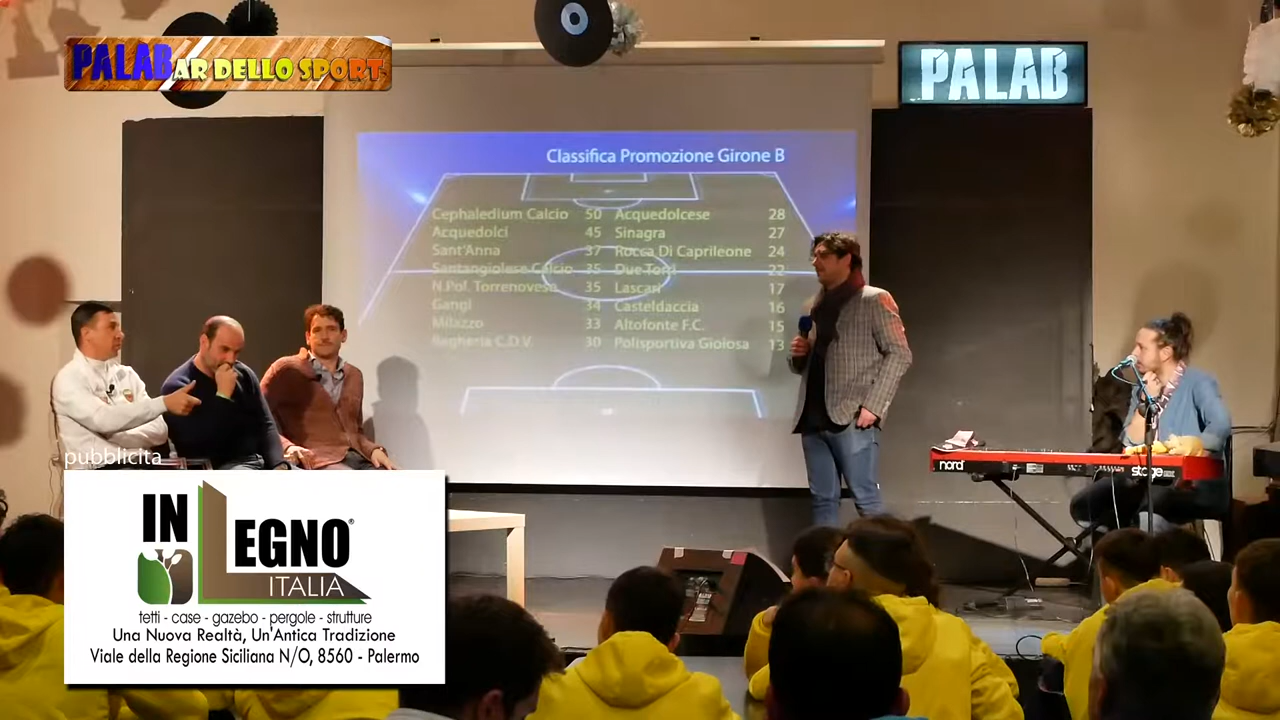 PALAB AR DELLO SPORT
PALAB
Classifica Promozione Girone B
Cephaledium Calcio 50 Acquedolcese 28
Acquedolci 45 Sinagra 27
Sant'Anna 37 Rocca Di Caprileone 24
Santangiolese Calcio 35 Due Torri 22
N.Pol. Torrenovese 35 Lascari 17
Gangi 34 Casteldaccia 16
Milazzo 33 Altofonte F.C. 15
Bagheria C.D.V. 30 Polisportiva Gioiosa 13
nord stage
pubblicita
IN LEGNO®
ITALIA
tetti - case - gazebo - pergole - strutture
Una Nuova Realtà, Un'Antica Tradizione
Viale della Regione Siciliana N/O, 8560 - Palermo